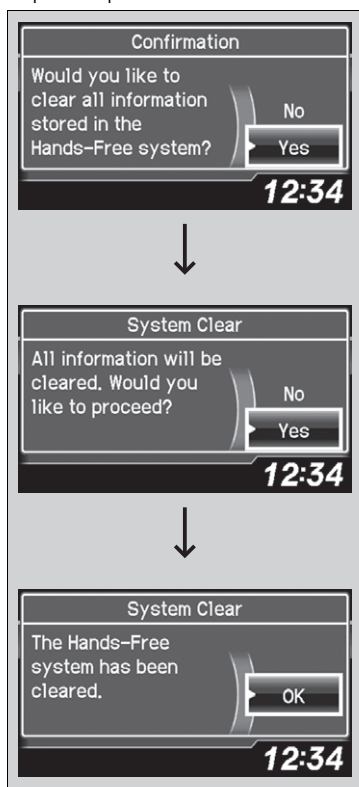 Confirmation
Would you like to
clear all information
stored in the
Hands-Free system?
No
Yes
12:34
System Clear
All information will be
cleared. Would you
like to proceed?
No
Yes
12:34
System Clear
The Hands-Free
system has been
cleared.
OK
12:34